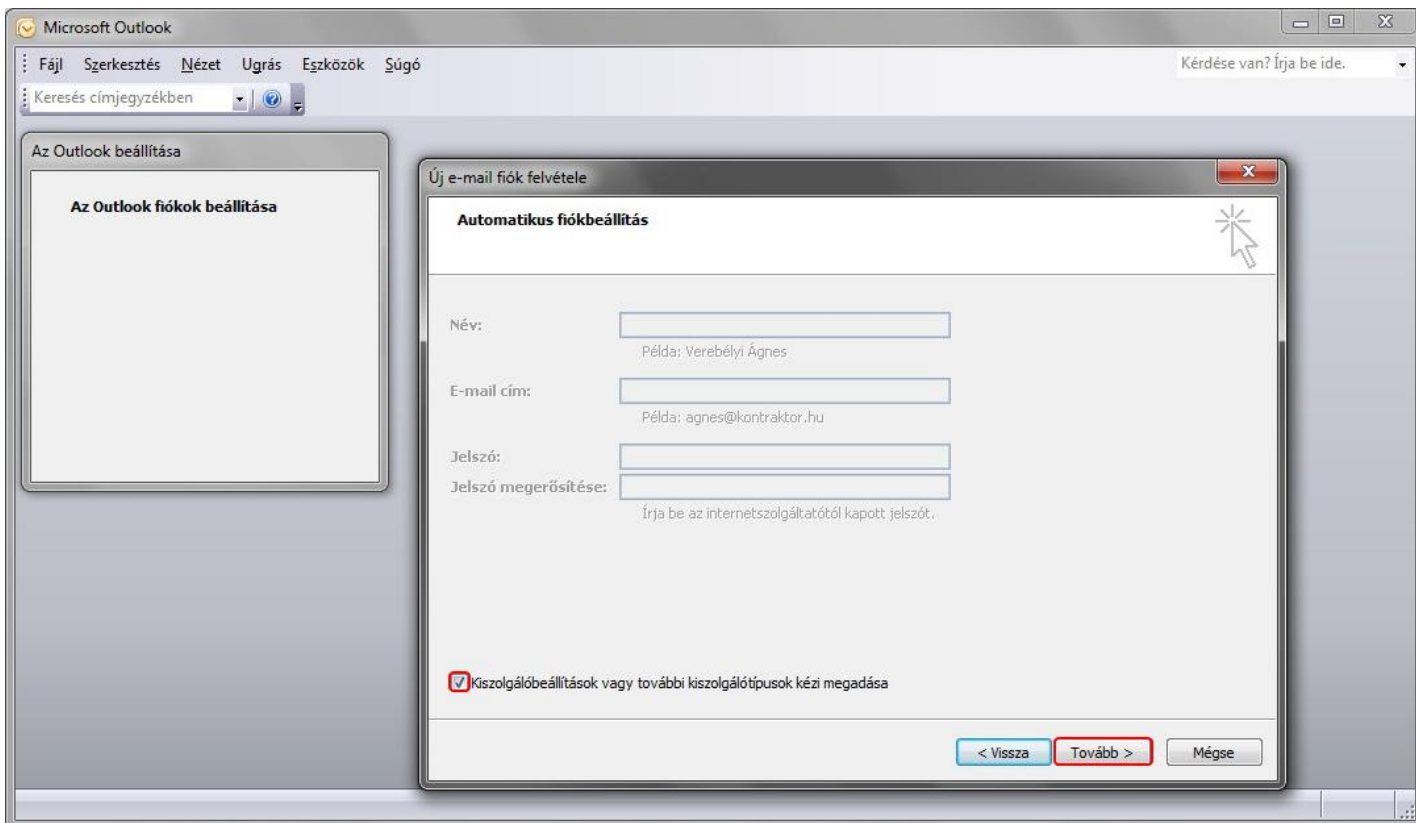 Microsoft Outlook
Fájl Szerkesztés Nézet Ugrás Eszközök Súgó
Kérdése van? Írja be ide.
Keresés címjegyzékben
Az Outlook beállítása
Az Outlook fiókok beállítása
Új e-mail fiók felvétele
Automatikus fiókbeállítás
Név:
Példa: Verebélyi Ágnes
E-mail cím:
Példa: agnes@kontraktor.hu
Jelszó:
Jelszó megerősítése:
Írja be az internetszolgáltatótól kapott jelszót.
Kiszolgálóbeállítások vagy további kiszolgálótípusok kézi megadása
< Vissza Tovább > Mégse